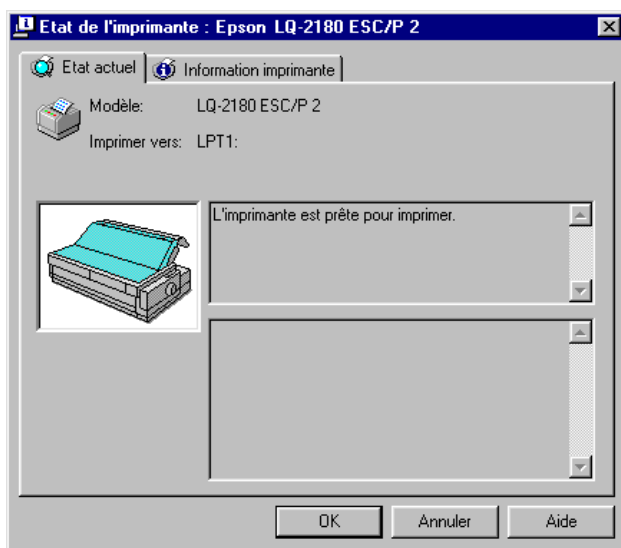 Etat de l'imprimante : Epson LQ-2180 ESC/P 2
Etat actuel
Information imprimante
Modèle: LQ-2180 ESC/P 2
Imprimer vers: LPT1:
L'imprimante est prête pour imprimer.
OK
Annuler
Aide